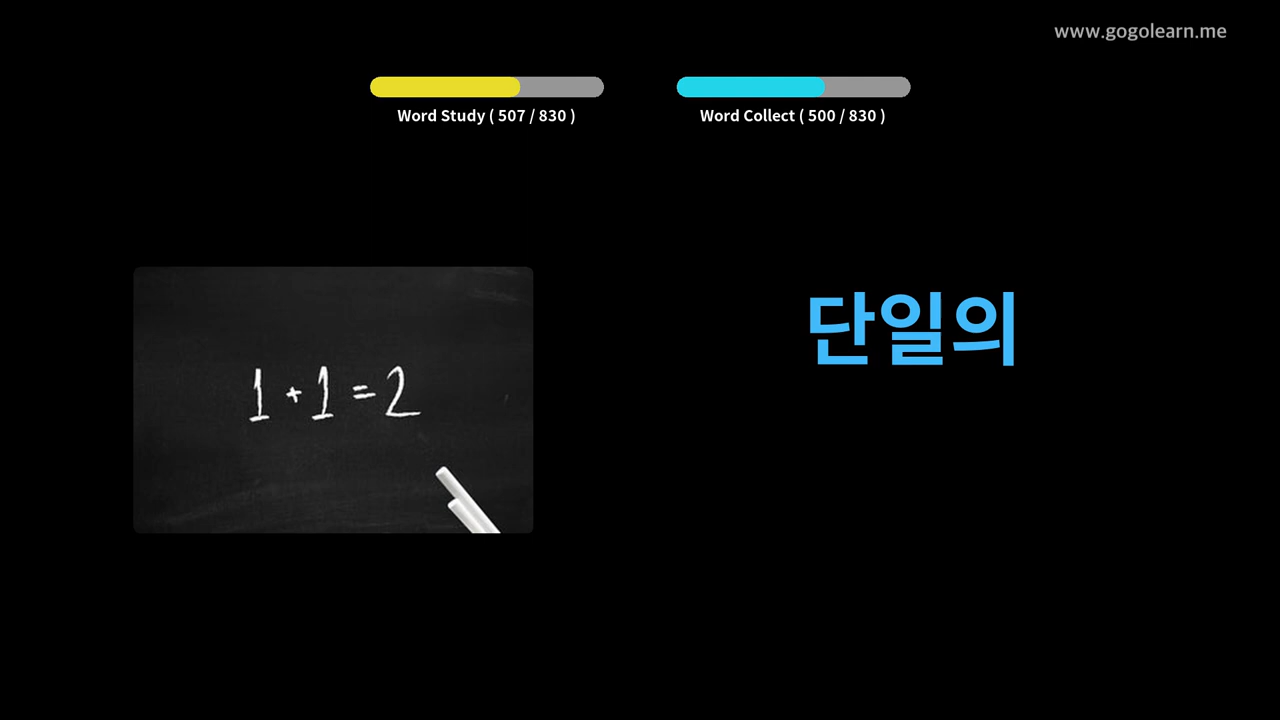 www.gogolearn.me
Word Study ( 507 / 830 )
Word Collect ( 500 / 830 )
1 + 1 = 2
단일의